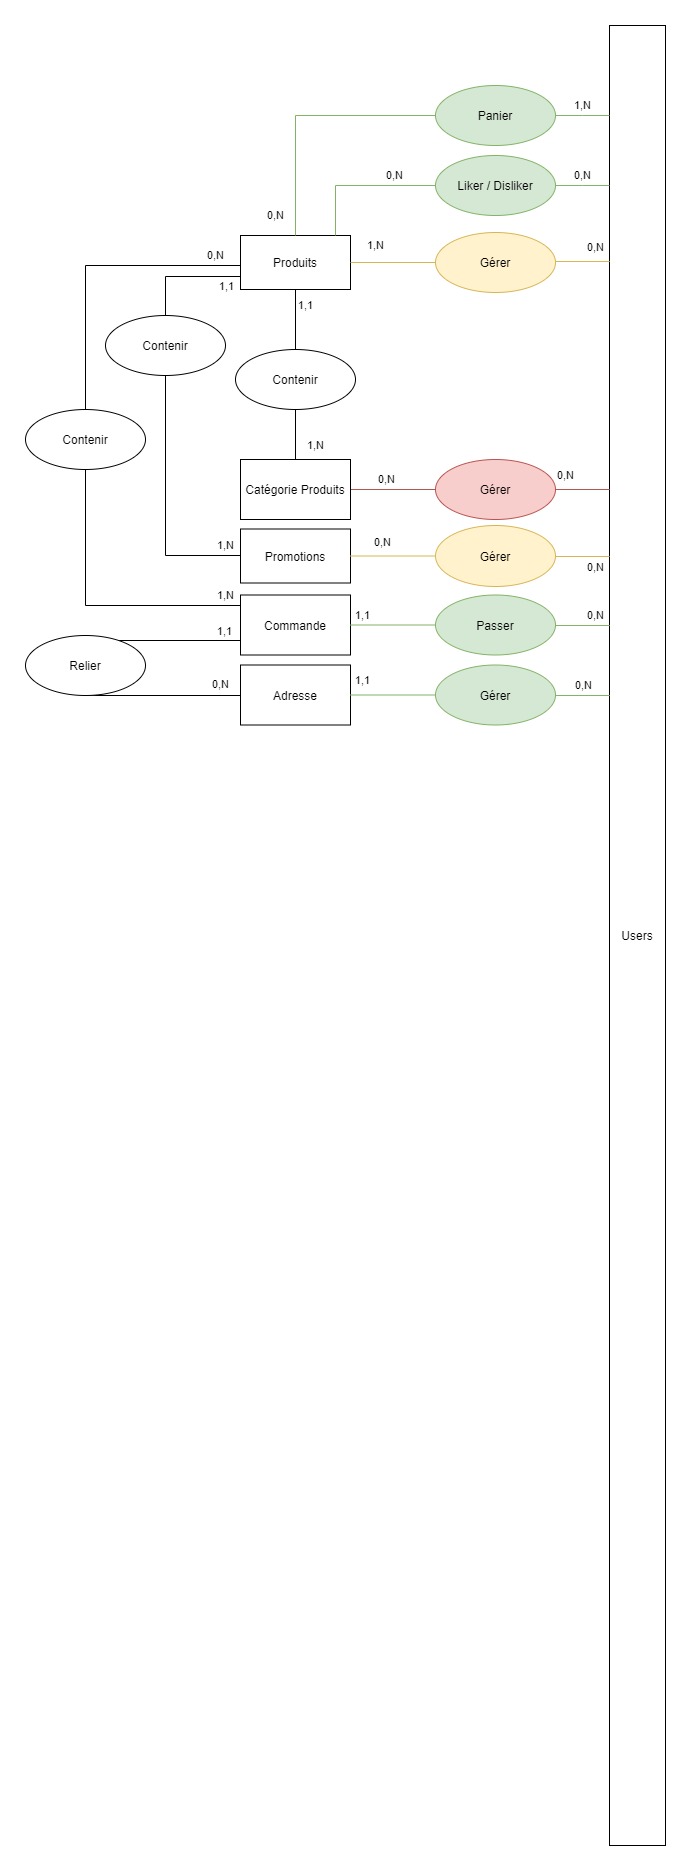 1,N
Panier
0,N
0,N
Liker / Disliker
0,N
1,N
0,N
0,N
Produits
Gérer
1,1
1,1
Contenir
Contenir
Contenir
1,N
0,N
0,N
Catégorie Produits
Gérer
1,N
0,N
Promotions
Gérer
0,N
1,N
1,1
0,N
Commande
Passer
1,1
Relier
0,N
1,1
0,N
Adresse
Gérer
Users